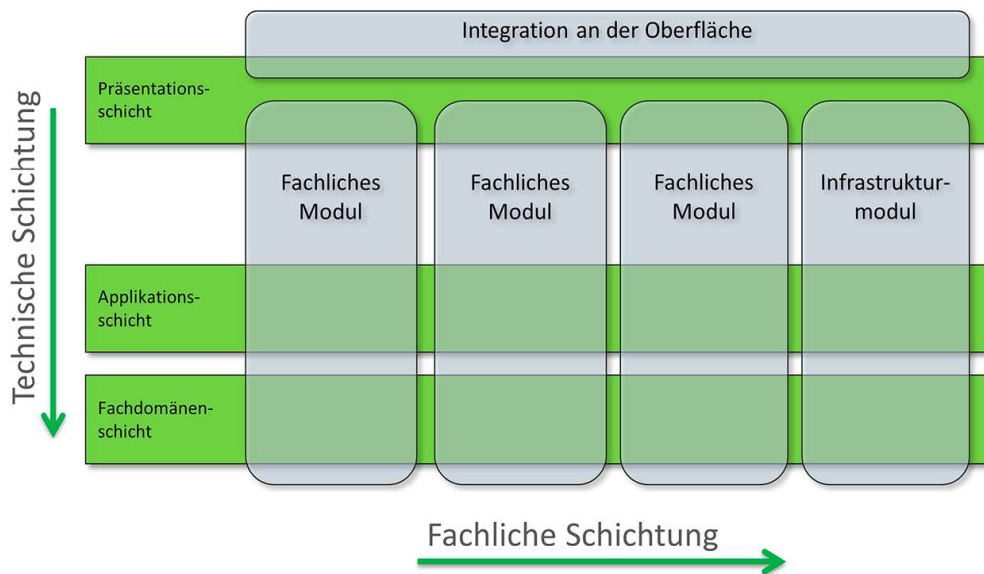 Integration an der Oberfläche
Präsentations-
schicht
Technische Schichtung
Fachliches
Modul
Fachliches
Modul
Fachliches
Modul
Infrastruktur-
modul
Applikations-
schicht
Fachdomänen-
schicht
Fachliche Schichtung